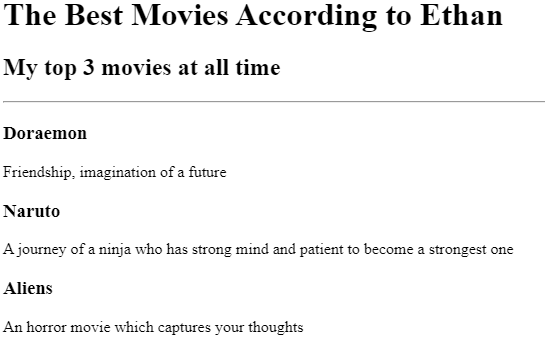 The Best Movies According to Ethan
My top 3 movies at all time
Doraemon
Friendship, imagination of a future
Naruto
A journey of a ninja who has strong mind and patient to become a strongest one
Aliens
An horror movie which captures your thoughts